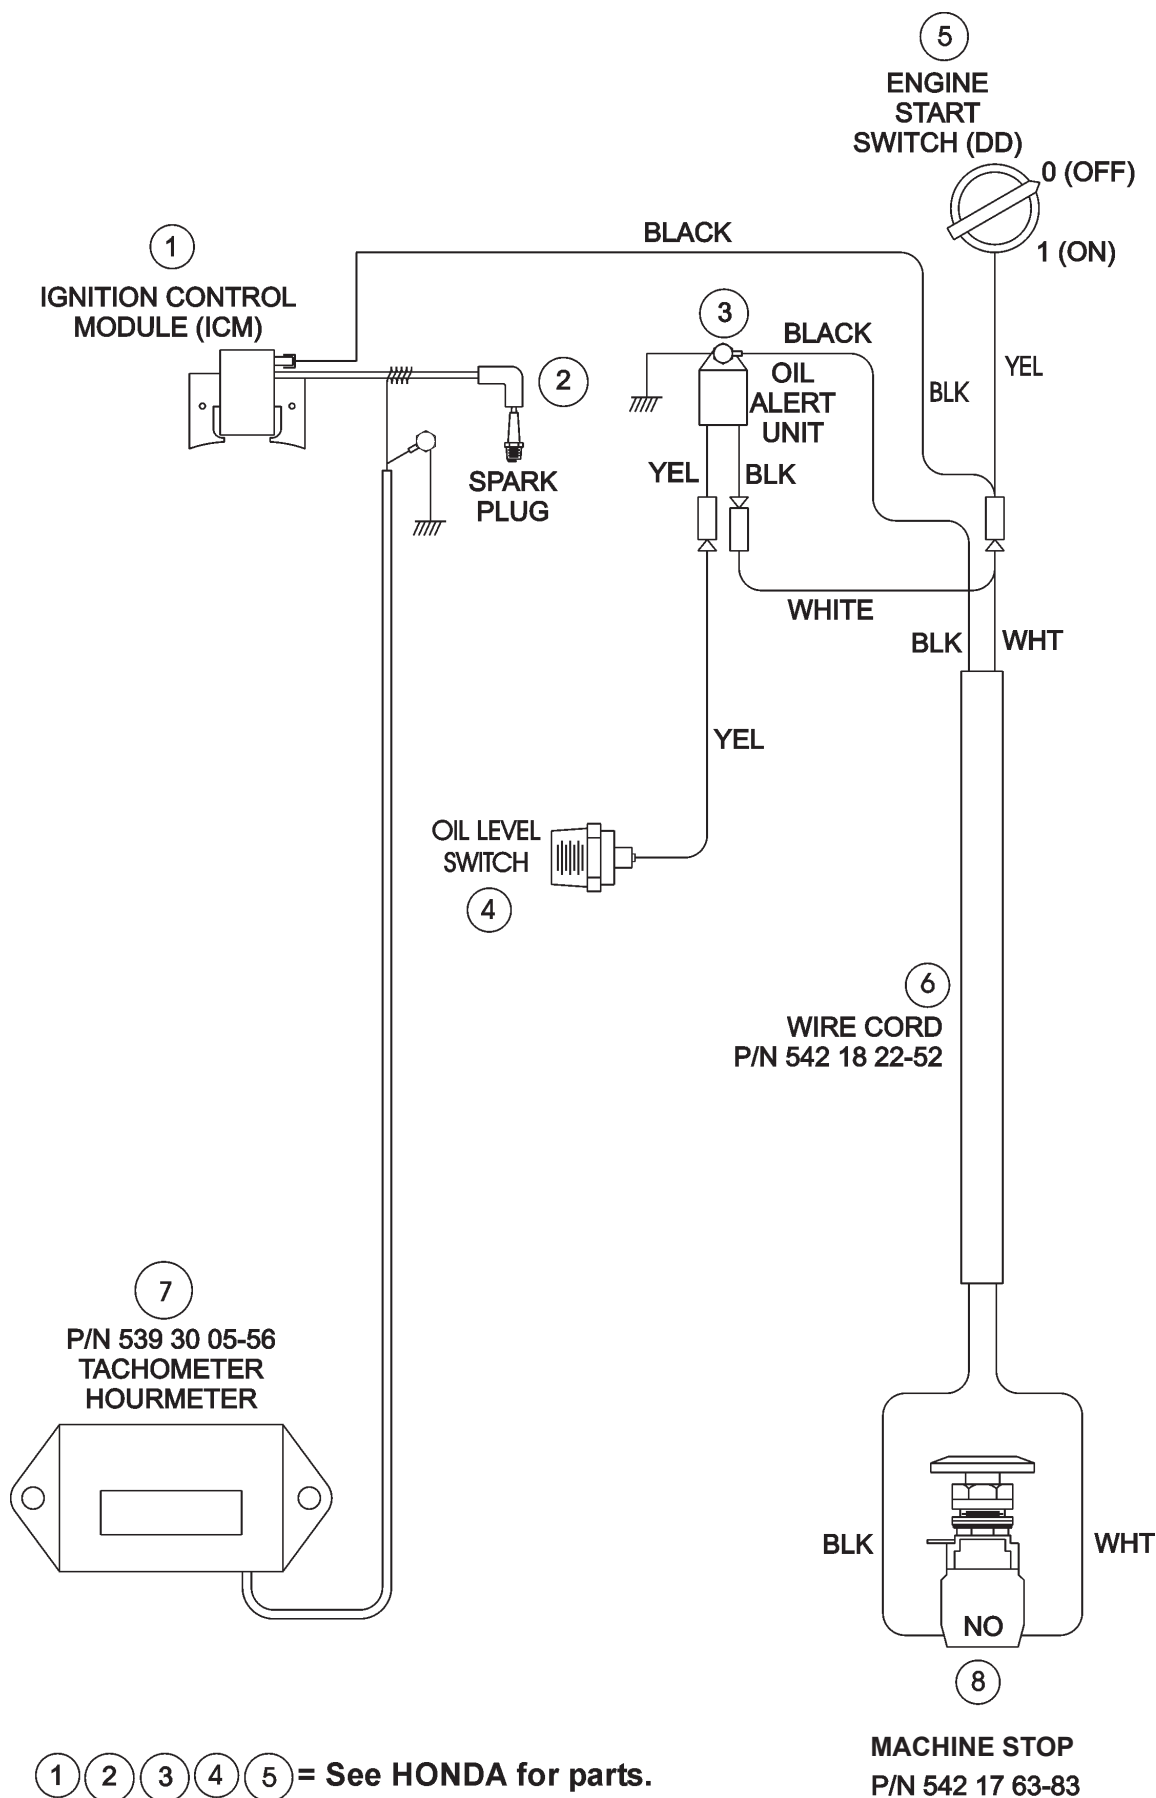 5
ENGINE
START
SWITCH (DD)
0 (OFF)
1 (ON)
BLACK
1
IGNITION CONTROL
MODULE (ICM)
3
BLACK
2
OIL
ALERT
UNIT
YEL
BLK
YEL
BLK
SPARK
PLUG
WHITE
BLK
WHT
YEL
OIL LEVEL
SWITCH
4
6
WIRE CORD
P/N 542 18 22-52
7
P/N 539 30 05-56
TACHOMETER
HOURMETER
BLK
WHT
NO
8
MACHINE STOP
P/N 542 17 63-83
1 2 3 4 5 = See HONDA for parts.